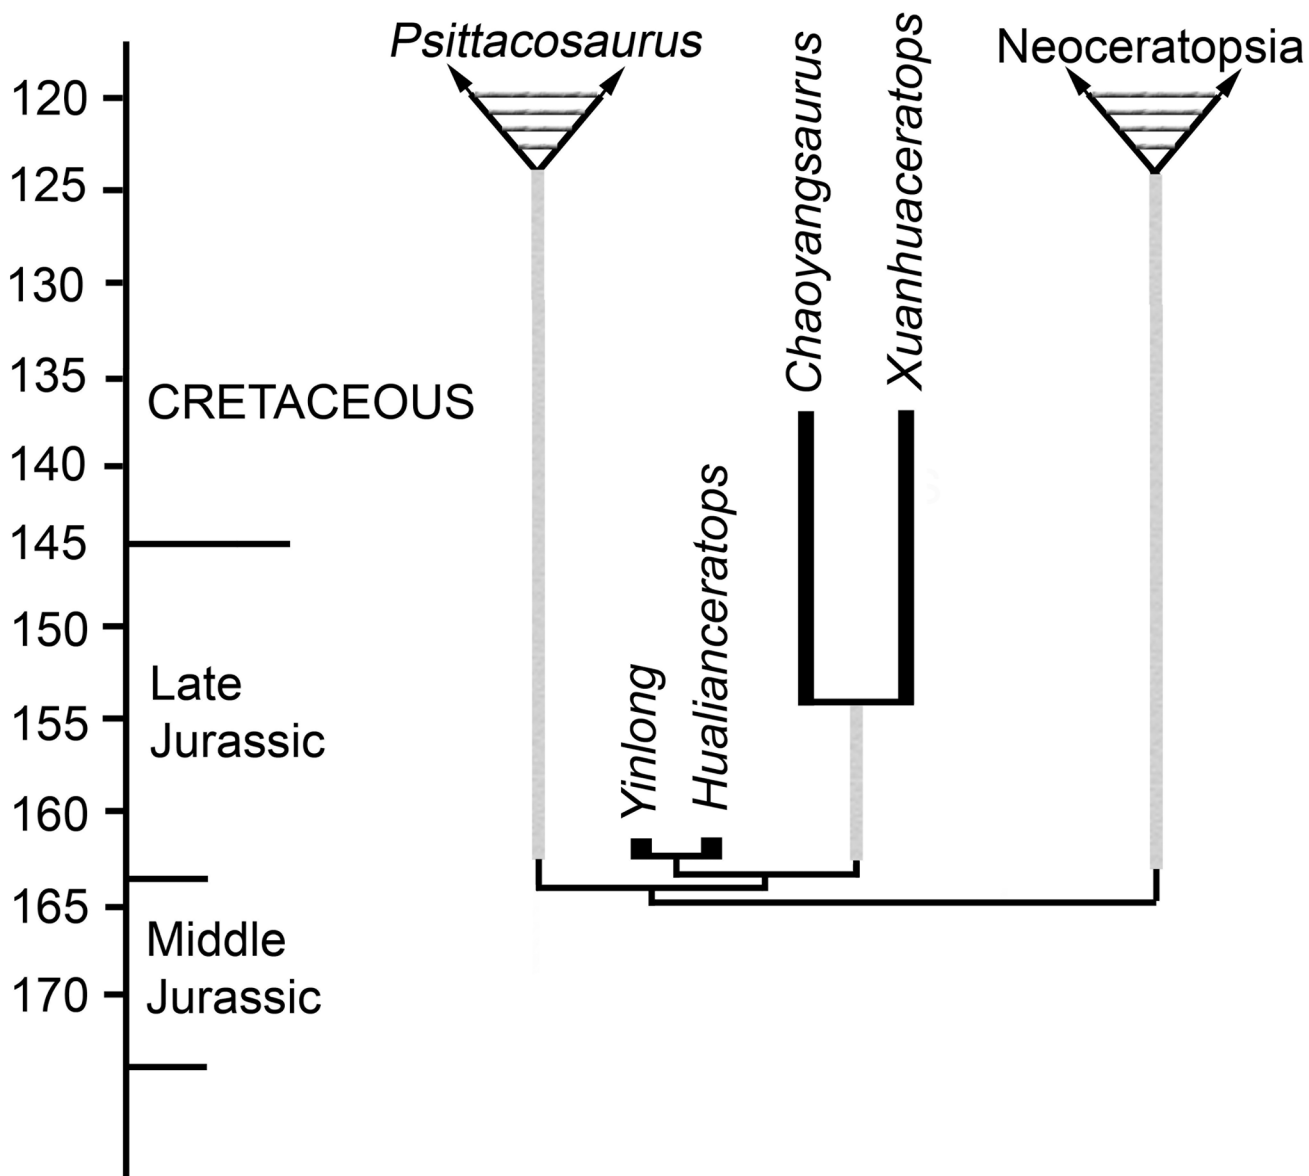 Psittacosaurus
Chaoyangsaurus
Xuanhuaceratops
Neoceratopsia
120
125
130
135
CRETACEOUS
140
Hualianceratops
145
150
Yinlong
Late
Jurassic
155
160
165
Middle
Jurassic
170